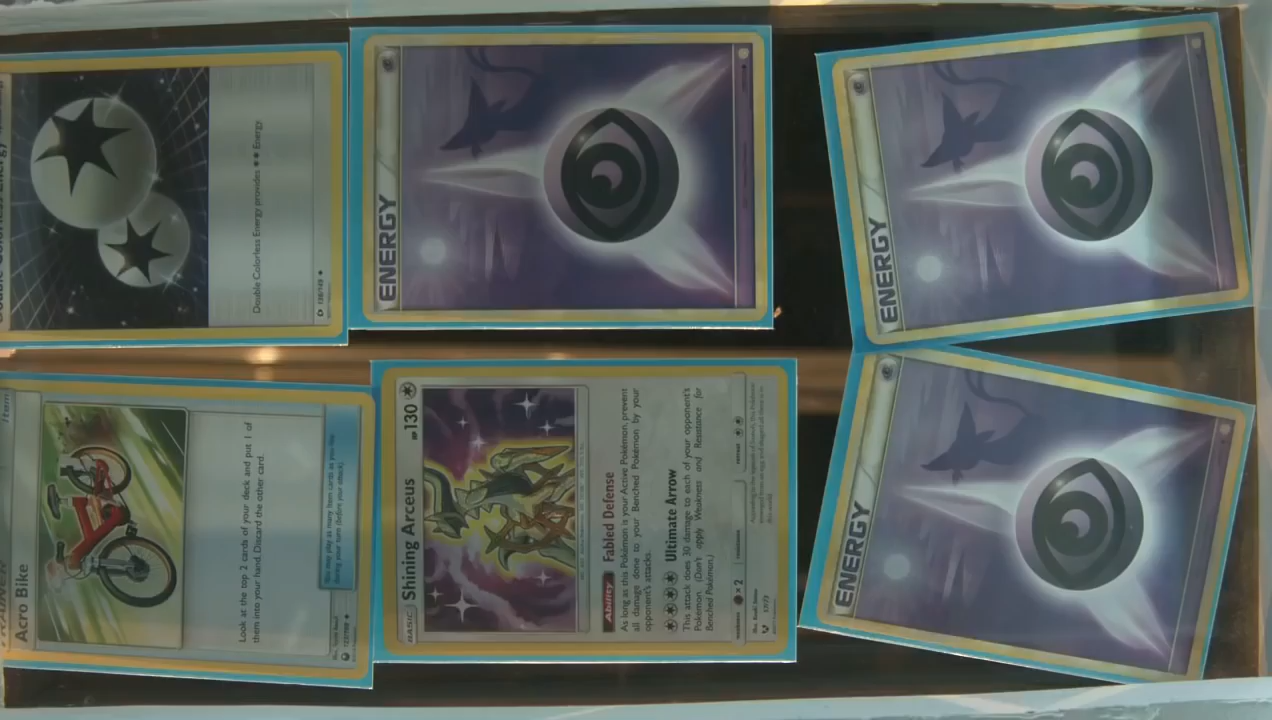 Double Colorless Energy provides ** Energy
136/149
ENERGY
ENERGY
Item
Acro Bike
Look at the top 2 cards of your deck and put 1 of
them into your hand. Discard the other card.
You may play as many Item cards as you like
during your turn (before your attack).
BASIC
Shining Arceus
HP130
Ability Fabled Defense
As long as this Pokémon is your Active Pokémon, prevent
all damage done to your Benched Pokémon by your
opponent's attacks.
Ultimate Arrow
This attack does 30 damage to each of your opponent's
Pokémon. (Don't apply Weakness and Resistance for
Benched Pokémon.)
weakness ×2 resistance retreat
57/73
ENERGY